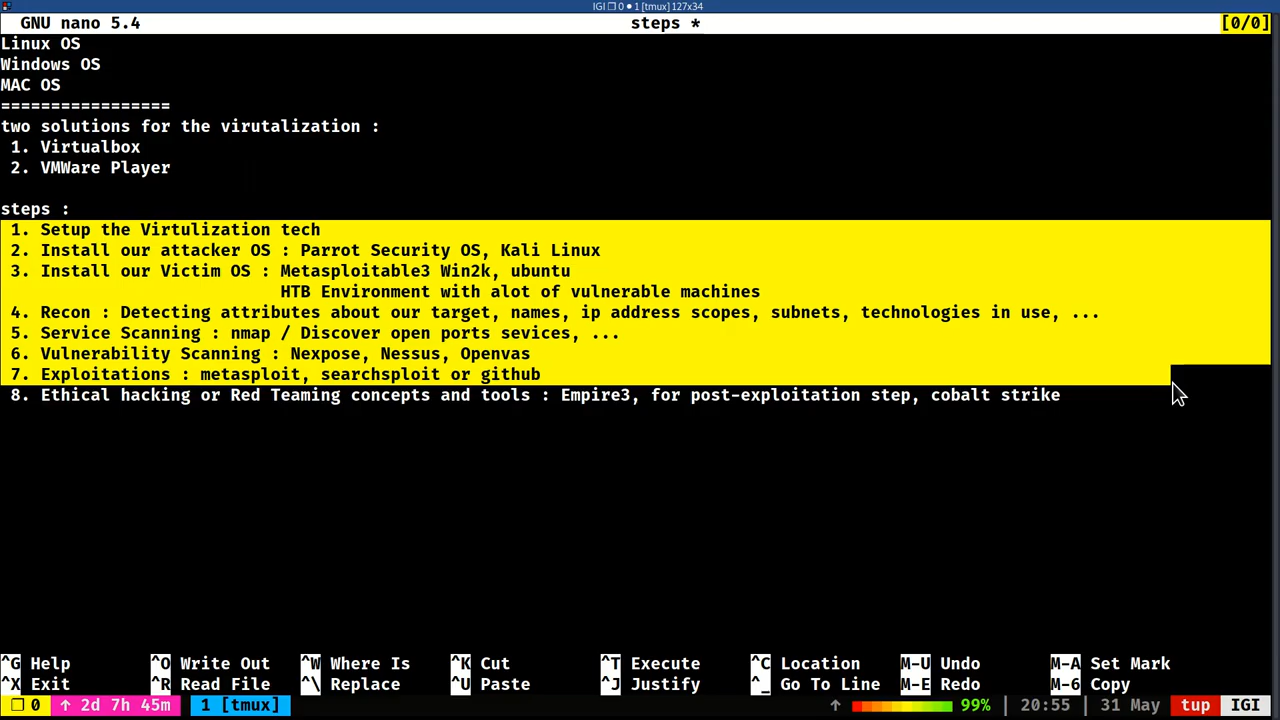 IGI ❐ 0 ● 1 [tmux] 127x34
GNU nano 5.4 steps * [0/0]
Linux OS
Windows OS
MAC OS
=================
two solutions for the virutalization :
1. Virtualbox
2. VMWare Player
steps :
1. Setup the Virtulization tech
2. Install our attacker OS : Parrot Security OS, Kali Linux
3. Install our Victim OS : Metasploitable3 Win2k, ubuntu
HTB Environment with alot of vulnerable machines
4. Recon : Detecting attributes about our target, names, ip address scopes, subnets, technologies in use, ...
5. Service Scanning : nmap / Discover open ports sevices, ...
6. Vulnerability Scanning : Nexpose, Nessus, Openvas
7. Exploitations : metasploit, searchsploit or github
8. Ethical hacking or Red Teaming concepts and tools : Empire3, for post-exploitation step, cobalt strike
^G Help ^O Write Out ^W Where Is ^K Cut ^T Execute ^C Location M-U Undo M-A Set Mark
^X Exit ^R Read File ^\ Replace ^U Paste ^J Justify ^_ Go To Line M-E Redo M-6 Copy
❐ 0 ↑ 2d 7h 45m 1 [tmux] ↑ 99% | 20:55 | 31 May tup IGI